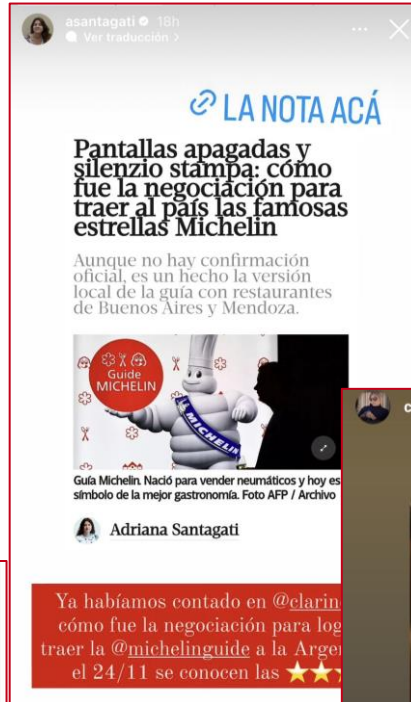 asantagati 18h
Ver traducción >
LA NOTA ACÁ
Pantallas apagadas y
silenzio stampa: cómo
fue la negociación para
traer al país las famosas
estrellas Michelin
Aunque no hay confirmación
oficial, es un hecho la versión
local de la guía con restaurantes
de Buenos Aires y Mendoza.
Guide
MICHELIN
MICHELIN
Guía Michelin. Nació para vender neumáticos y hoy es
símbolo de la mejor gastronomía. Foto AFP / Archivo
Adriana Santagati
Ya habíamos contado en @clarin
cómo fue la negociación para log
traer la @michelinguide a la Arge
el 24/11 se conocen las
c